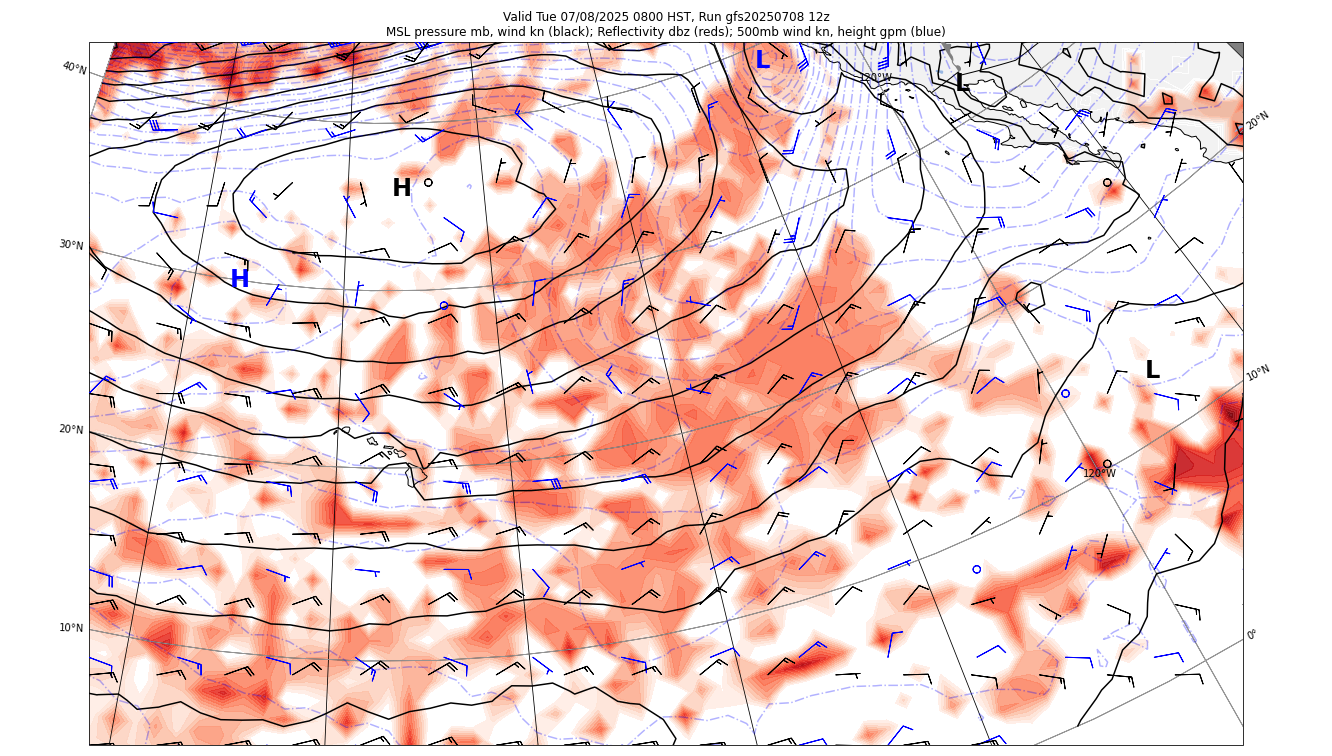 Valid Tue 07/08/2025 0800 HST, Run gfs20250708 12z
MSL pressure mb, wind kn (black); Reflectivity dbz (reds); 500mb wind kn, height gpm (blue)
40°N
L
120°W
L
20°N
H
30°N
H
L
10°N
20°N
120°W
10°N
0°